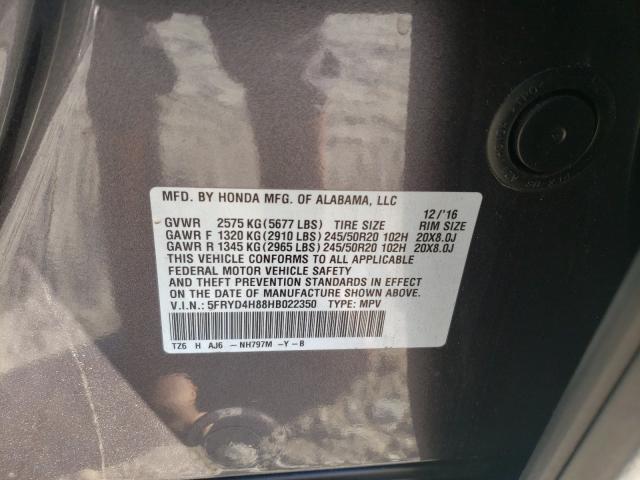 MFD. BY HONDA MFG. OF ALABAMA, LLC
12/'16
GVWR 2575 KG (5677 LBS) TIRE SIZE RIM SIZE
GAWR F 1320 KG (2910 LBS) 245/50R20 102H 20X8.0J
GAWR R 1345 KG (2965 LBS) 245/50R20 102H 20X8.0J
THIS VEHICLE CONFORMS TO ALL APPLICABLE
FEDERAL MOTOR VEHICLE SAFETY
AND THEFT PREVENTION STANDARDS IN EFFECT
ON THE DATE OF MANUFACTURE SHOWN ABOVE.
V.I.N.: 5FRYD4H88HB022350 TYPE: MPV
TZ6 H AJ6 -NH797M -Y-B